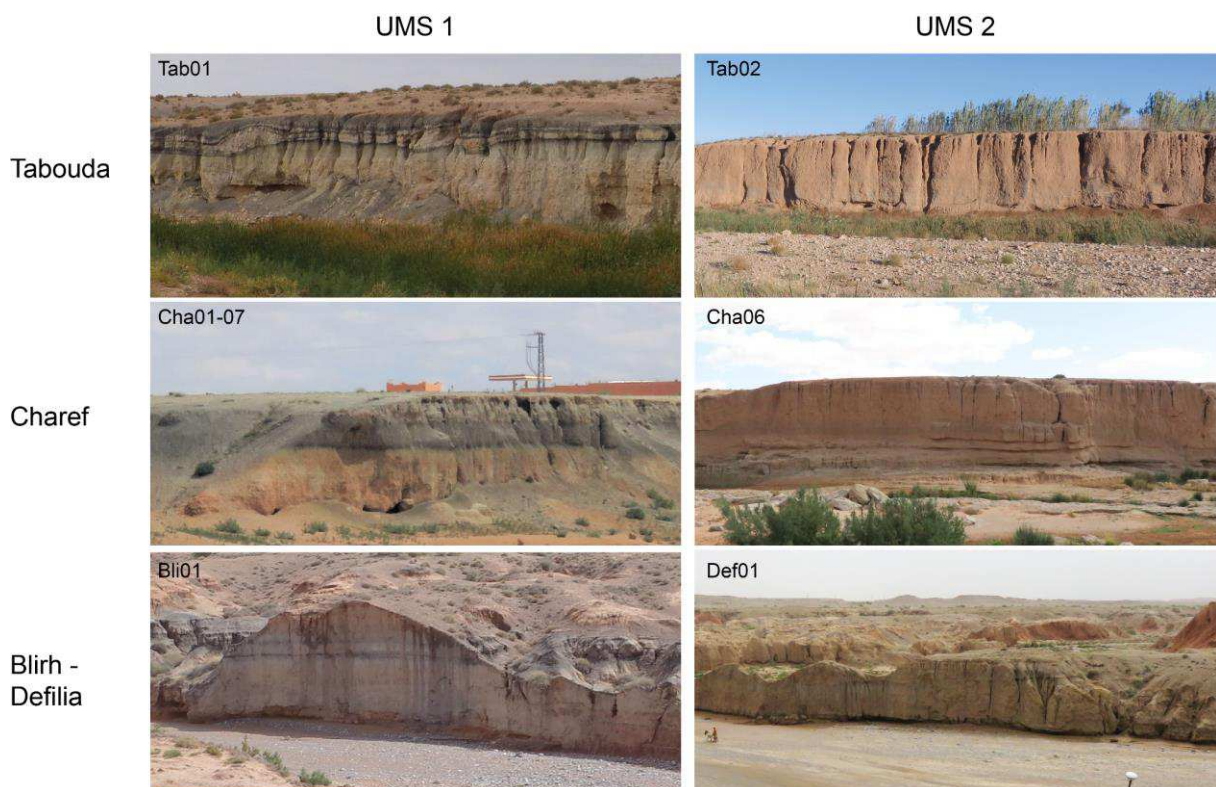 UMS 1
UMS 2
Tabouda
Tab01
Tab02
Charef
Cha01-07
Cha06
Blirh -
Defilia
Bli01
Def01